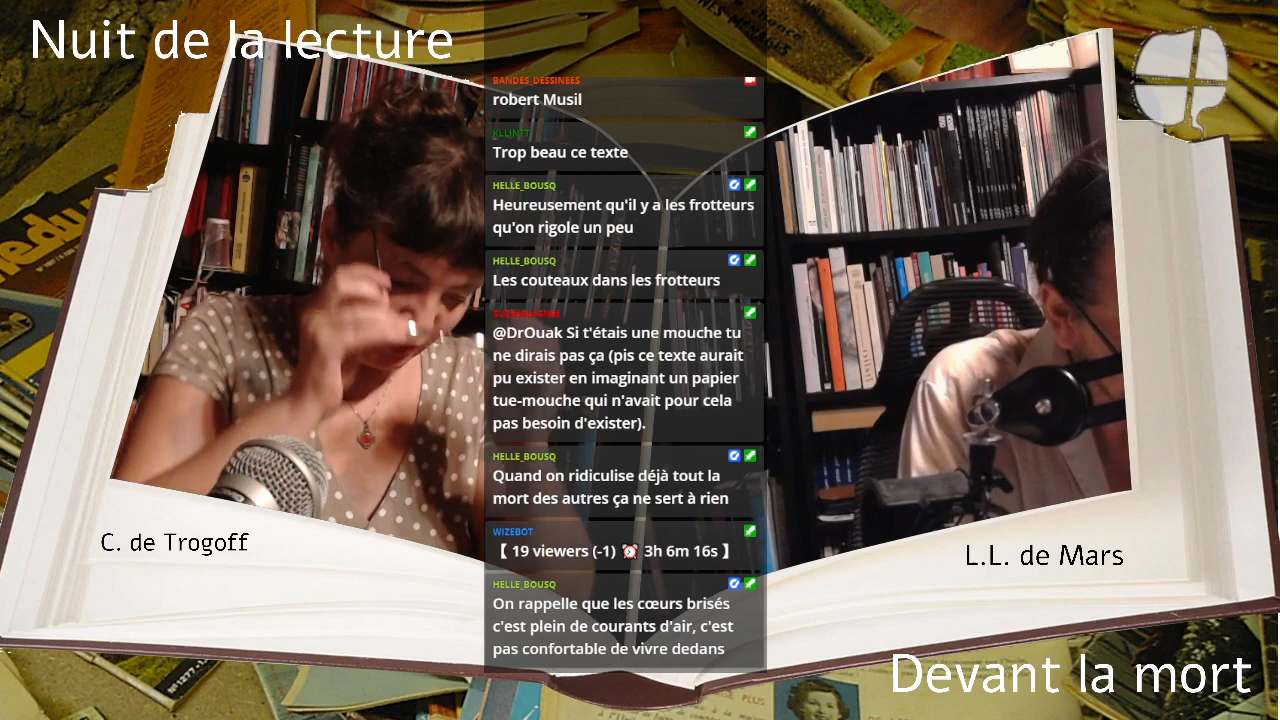 Nuit de la lecture
BANDES_DESSINEES
robert Musil
KLLINTT
Trop beau ce texte
HELLE_BOUSQ
Heureusement qu'il y a les frotteurs
qu'on rigole un peu
HELLE_BOUSQ
Les couteaux dans les frotteurs
@DrOuak Si t'étais une mouche tu
ne dirais pas ça (pis ce texte aurait
pu exister en imaginant un papier
tue-mouche qui n'avait pour cela
pas besoin d'exister).
HELLE_BOUSQ
Quand on ridiculise déjà tout la
mort des autres ça ne sert à rien
WIZEBOT
【 19 viewers (-1) ⏰ 3h 6m 16s 】
HELLE_BOUSQ
On rappelle que les cœurs brisés
c'est plein de courants d'air, c'est
pas confortable de vivre dedans
C. de Trogoff
L.L. de Mars
Devant la mort